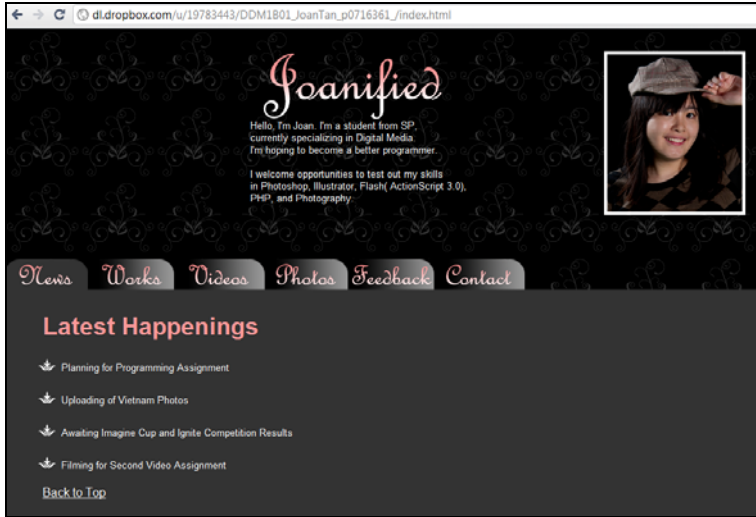 dl.dropbox.com/u/19783443/DDM1B01_JoanTan_p0716361_/index.html
Joanified
Hello, I'm Joan. I'm a student from SP,
currently specializing in Digital Media.
I'm hoping to become a better programmer.
I welcome opportunities to test out my skills
in Photoshop, Illustrator, Flash( ActionScript 3.0),
PHP, and Photography.
News Works Videos Photos Feedback Contact
Latest Happenings
Planning for Programming Assignment
Uploading of Vietnam Photos
Awaiting Imagine Cup and Ignite Competition Results
Filming for Second Video Assignment
Back to Top